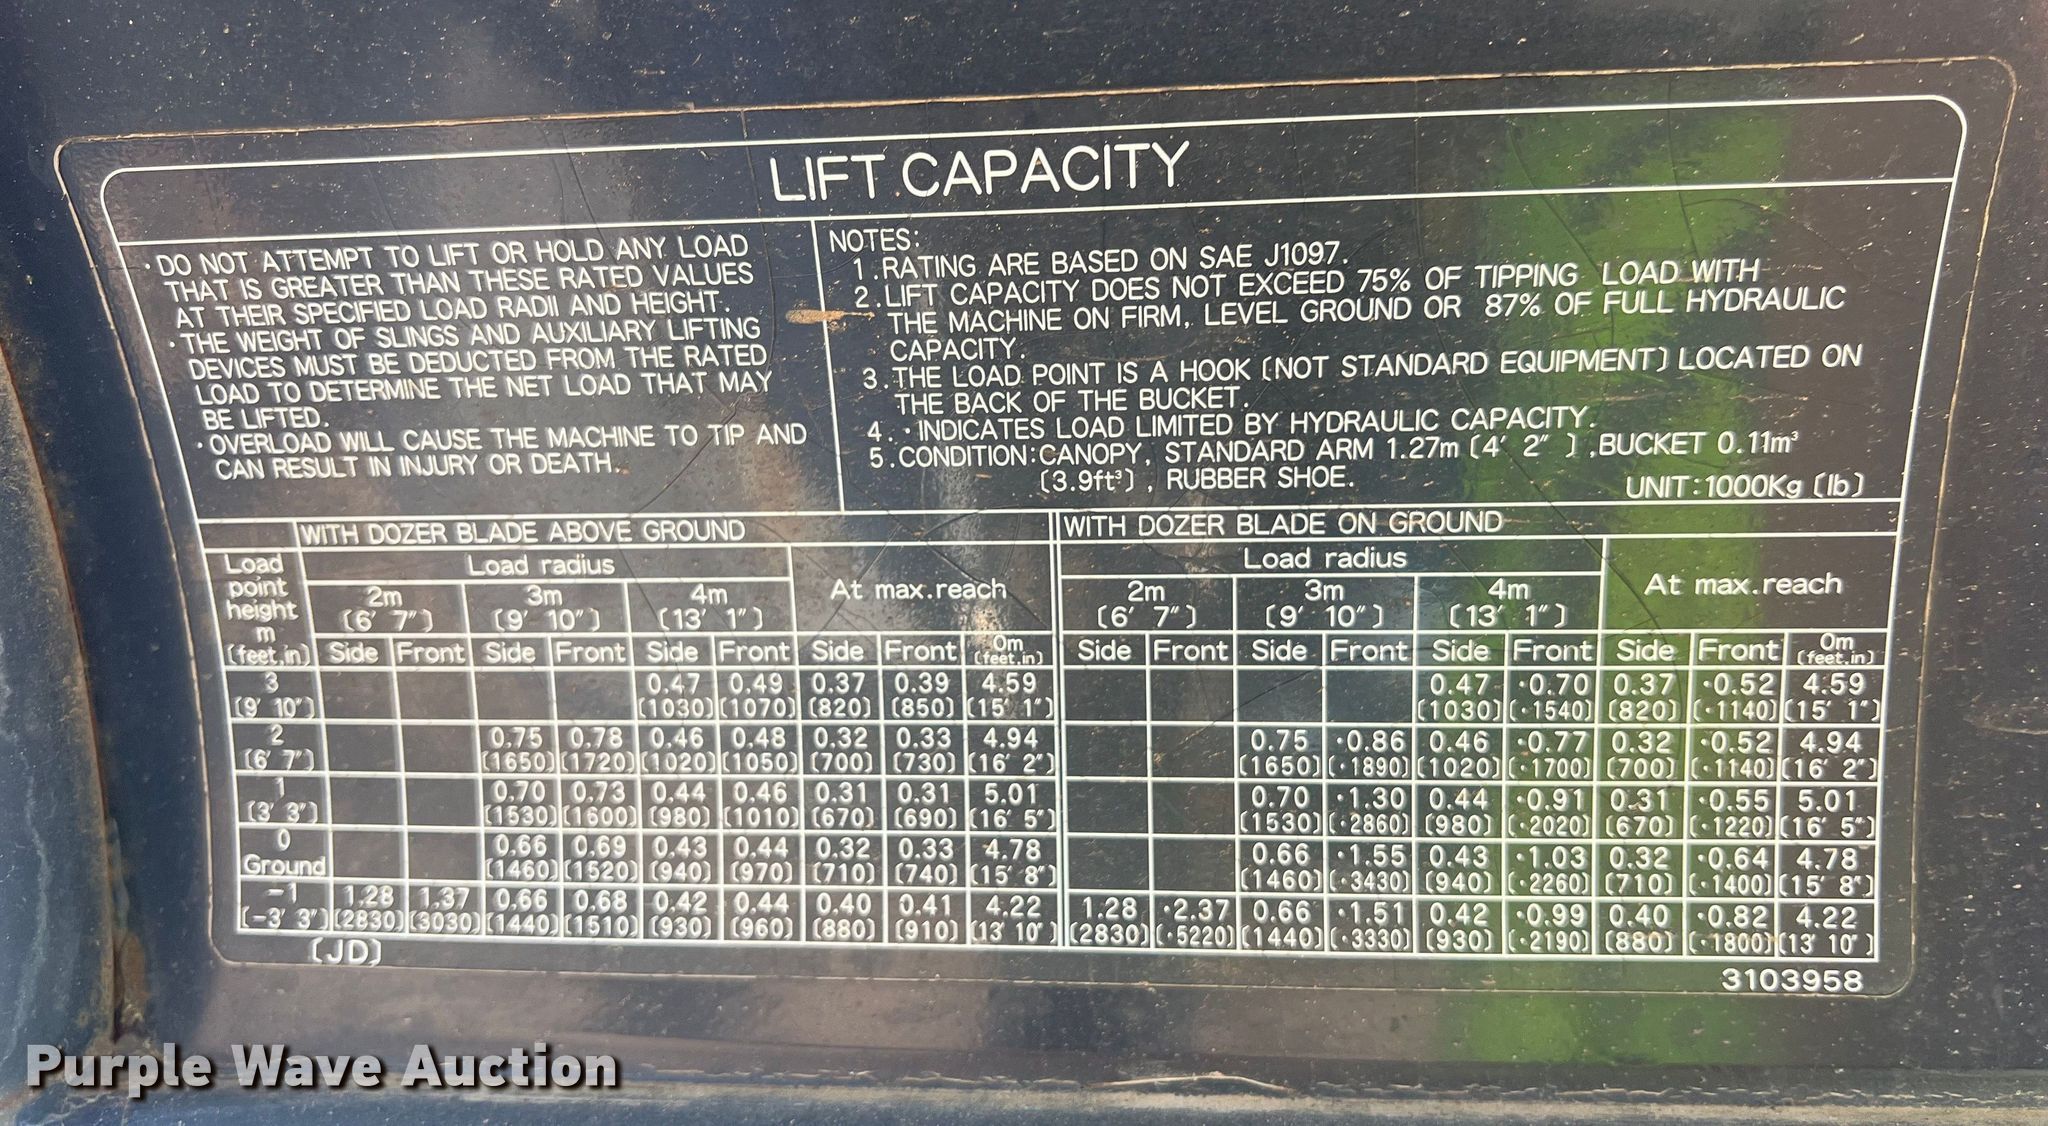 LIFT CAPACITY
·DO NOT ATTEMPT TO LIFT OR HOLD ANY LOAD
THAT IS GREATER THAN THESE RATED VALUES
AT THEIR SPECIFIED LOAD RADII AND HEIGHT.
·THE WEIGHT OF SLINGS AND AUXILIARY LIFTING
DEVICES MUST BE DEDUCTED FROM THE RATED
LOAD TO DETERMINE THE NET LOAD THAT MAY
BE LIFTED.
·OVERLOAD WILL CAUSE THE MACHINE TO TIP AND
CAN RESULT IN INJURY OR DEATH.
NOTES:
1.RATING ARE BASED ON SAE J1097.
2.LIFT CAPACITY DOES NOT EXCEED 75% OF TIPPING LOAD WITH
THE MACHINE ON FIRM, LEVEL GROUND OR 87% OF FULL HYDRAULIC
CAPACITY.
3.THE LOAD POINT IS A HOOK (NOT STANDARD EQUIPMENT) LOCATED ON
THE BACK OF THE BUCKET.
4.·INDICATES LOAD LIMITED BY HYDRAULIC CAPACITY.
5.CONDITION:CANOPY, STANDARD ARM 1.27m (4' 2"), BUCKET 0.11m³
(3.9ft³), RUBBER SHOE.
UNIT:1000Kg (lb)
WITH DOZER BLADE ABOVE GROUND WITH DOZER BLADE ON GROUND
Load point height m (feet,in)
Load radius At max.reach Load radius At max.reach
2m 3m 4m 2m 3m 4m
(6' 7") (9' 10") (13' 1") (6' 7") (9' 10") (13' 1")
Side Front Side Front Side Front Side Front 0m (feet,in) Side Front Side Front Side Front Side Front 0m (feet,in)
3 0.47 0.49 0.37 0.39 4.59 0.47 ·0.70 0.37 ·0.52 4.59
(9' 10") (1030) (1070) (820) (850) (15' 1") (1030) (·1540) (820) (·1140) (15' 1")
2 0.75 0.78 0.46 0.48 0.32 0.33 4.94 0.75 ·0.86 0.46 ·0.77 0.32 ·0.52 4.94
(6' 7") (1650) (1720) (1020) (1050) (700) (730) (16' 2") (1650) (·1890) (1020) (·1700) (700) (·1140) (16' 2")
1 0.70 0.73 0.44 0.46 0.31 0.31 5.01 0.70 ·1.30 0.44 ·0.91 0.31 ·0.55 5.01
(3' 3") (1530) (1600) (980) (1010) (670) (690) (16' 5") (1530) (·2860) (980) (·2020) (670) (·1220) (16' 5")
0 0.66 0.69 0.43 0.44 0.32 0.33 4.78 0.66 ·1.55 0.43 ·1.03 0.32 ·0.64 4.78
Ground (1460) (1520) (940) (970) (710) (740) (15' 8") (1460) (·3430) (940) (·2260) (710) (·1400) (15' 8")
-1 1.28 1.37 0.66 0.68 0.42 0.44 0.40 0.41 4.22 1.28 ·2.37 0.66 ·1.51 0.42 ·0.99 0.40 ·0.82 4.22
(-3' 3") (2830) (3030) (1440) (1510) (930) (960) (880) (910) (13' 10") (2830) (·5220) (1440) (·3330) (930) (·2190) (880) (·1800) (13' 10")
(JD)
3103958
Purple Wave Auction